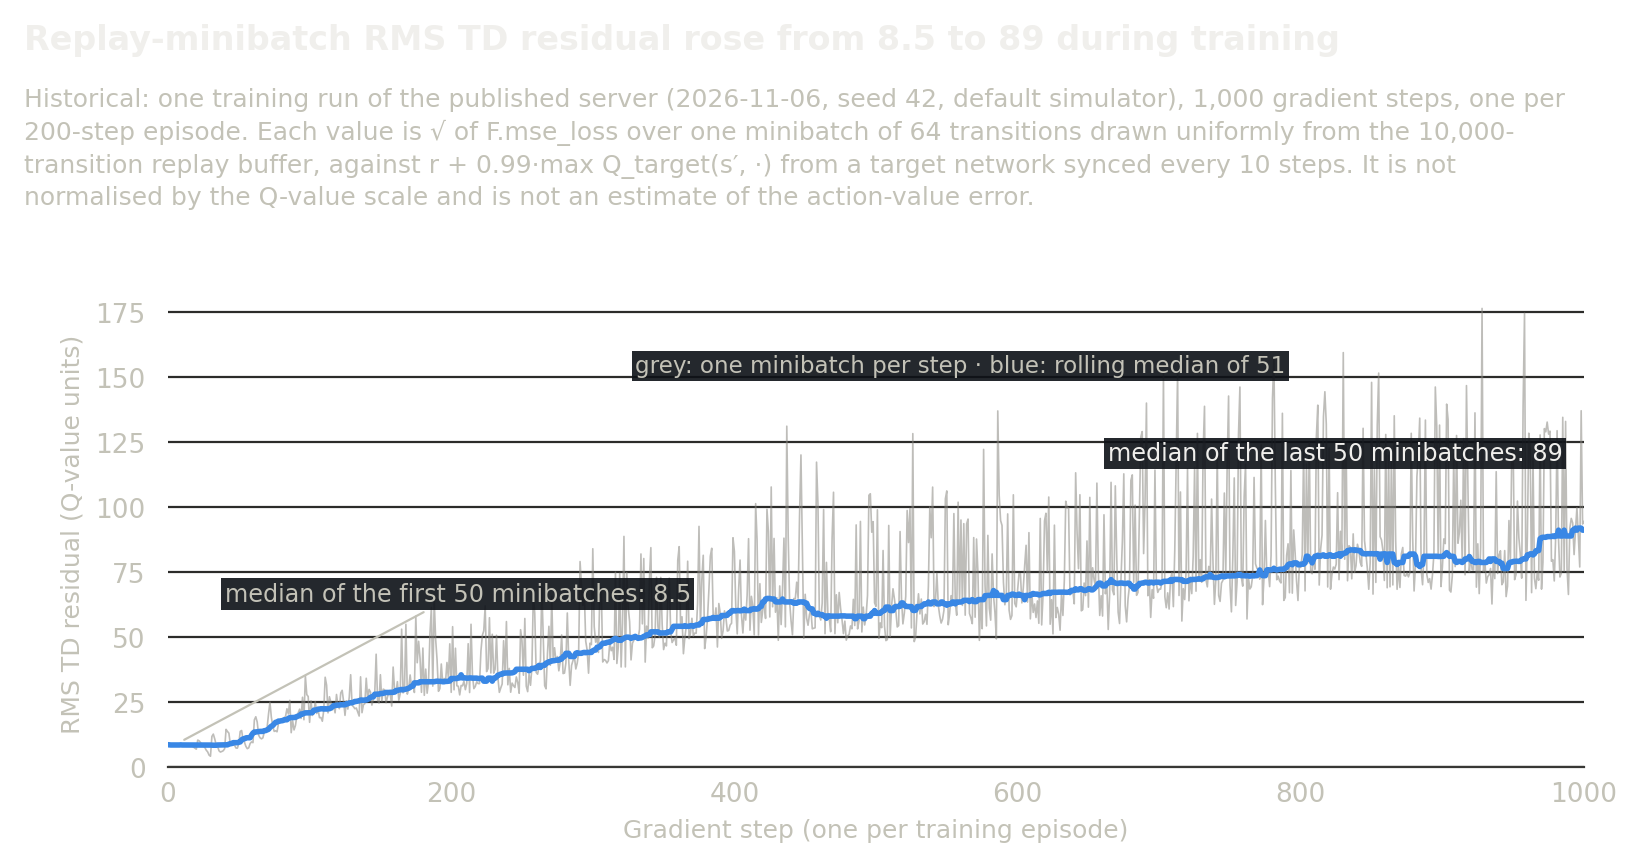 Replay-minibatch RMS TD residual rose from 8.5 to 89 during training
Historical: one training run of the published server (2026-11-06, seed 42, default simulator), 1,000 gradient steps, one per
200-step episode. Each value is √ of F.mse_loss over one minibatch of 64 transitions drawn uniformly from the 10,000-
transition replay buffer, against r + 0.99·max Q_target(s′, ·) from a target network synced every 10 steps. It is not
normalised by the Q-value scale and is not an estimate of the action-value error.
175
150
125
100
75
50
25
0
RMS TD residual (Q-value units)
grey: one minibatch per step · blue: rolling median of 51
median of the last 50 minibatches: 89
median of the first 50 minibatches: 8.5
0
200
400
600
800
1000
Gradient step (one per training episode)